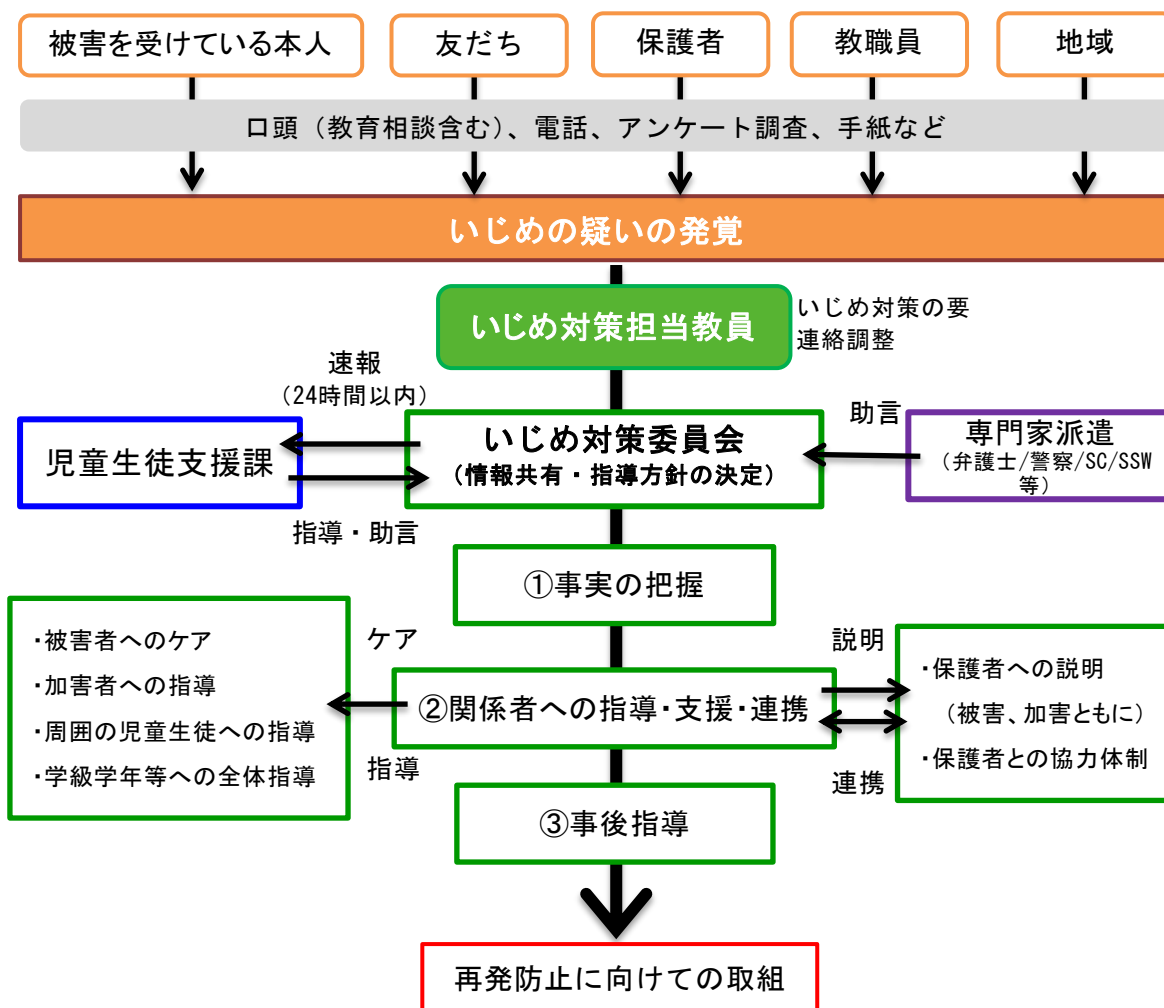 被害を受けている本人
友だち
保護者
教職員
地域
口頭（教育相談含む）、電話、アンケート調査、手紙など
いじめの疑いの発覚
いじめ対策担当教員
いじめ対策の要
連絡調整
速報
（24時間以内）
児童生徒支援課
いじめ対策委員会
（情報共有・指導方針の決定）
助言
専門家派遣
（弁護士/警察/SC/SSW
等）
指導・助言
①事実の把握
・被害者へのケア
・加害者への指導
・周囲の児童生徒への指導
・学級学年等への全体指導
ケア
指導
②関係者への指導・支援・連携
説明
連携
・保護者への説明
（被害、加害ともに）
・保護者との協力体制
③事後指導
再発防止に向けての取組